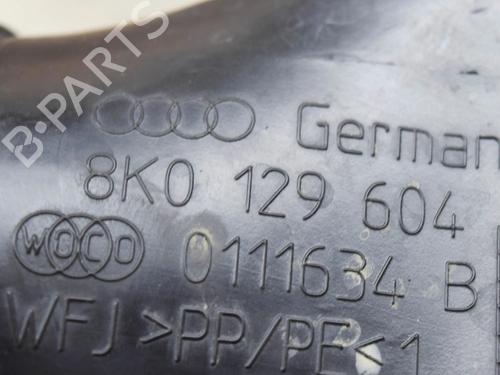 German
8K0 129 604
WOCO 0111634 B
WFJ >PP/PE<1
B-PARTS